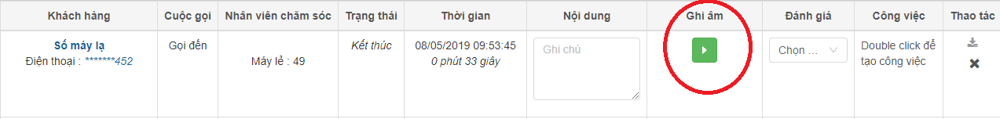 Khách hàng Cuộc gọi Nhân viên chăm sóc Trạng thái Thời gian Nội dung Ghi âm Đánh giá Công việc Thao tác
Số máy lạ Gọi đến Kết thúc 08/05/2019 09:53:45 Ghi chú Chọn ... Double click để
Điện thoại : *******452 Máy lẻ : 49 0 phút 33 giây tạo công việc